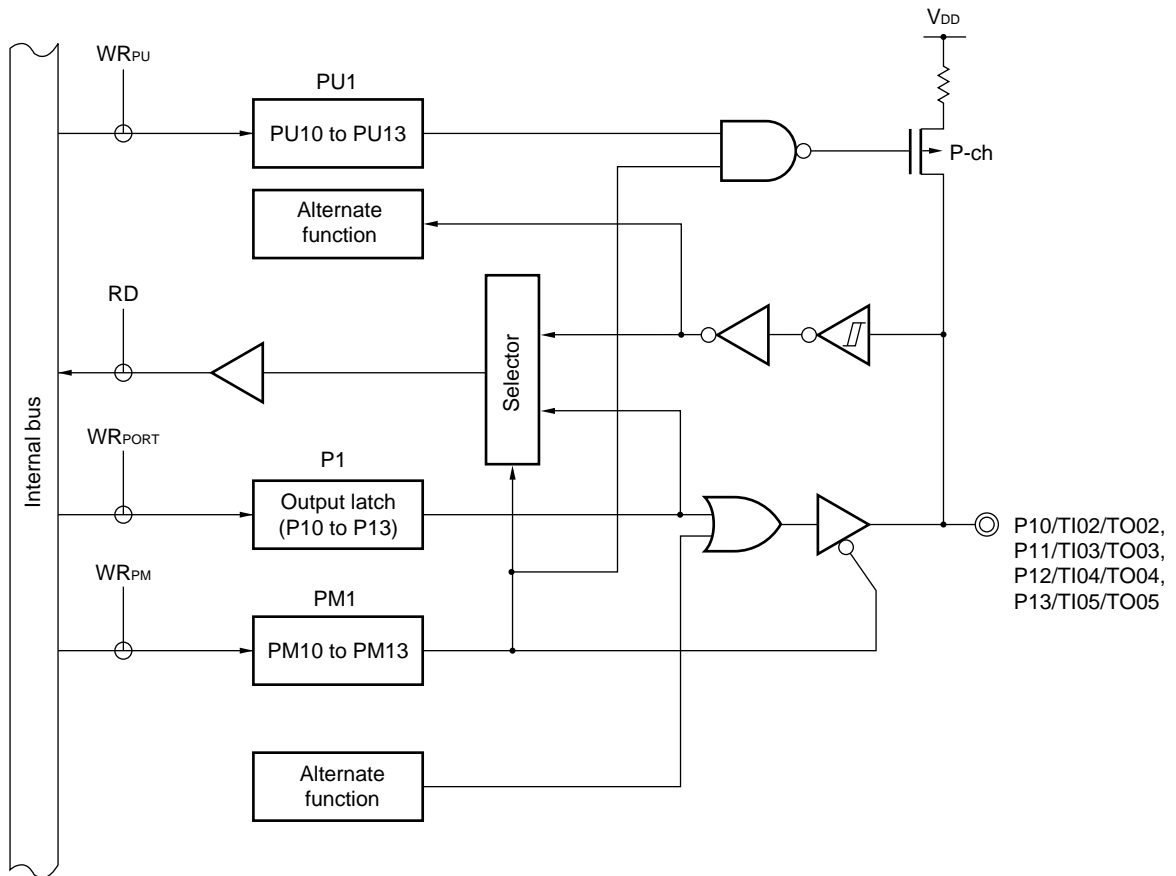 VDD
WRPU
PU1
PU10 to PU13
P-ch
Alternate
function
RD
Selector
Internal bus
WRPORT
P1
Output latch
(P10 to P13)
P10/TI02/TO02,
P11/TI03/TO03,
P12/TI04/TO04,
P13/TI05/TO05
WRPM
PM1
PM10 to PM13
Alternate
function